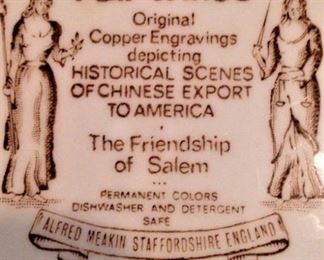 Original
Copper Engravings
depicting
HISTORICAL SCENES
OF CHINESE EXPORT
TO AMERICA
The Friendship
of Salem
...
PERMANENT COLORS
DISHWASHER AND DETERGENT
SAFE
ALFRED MEAKIN STAFFORDSHIRE ENGLAND